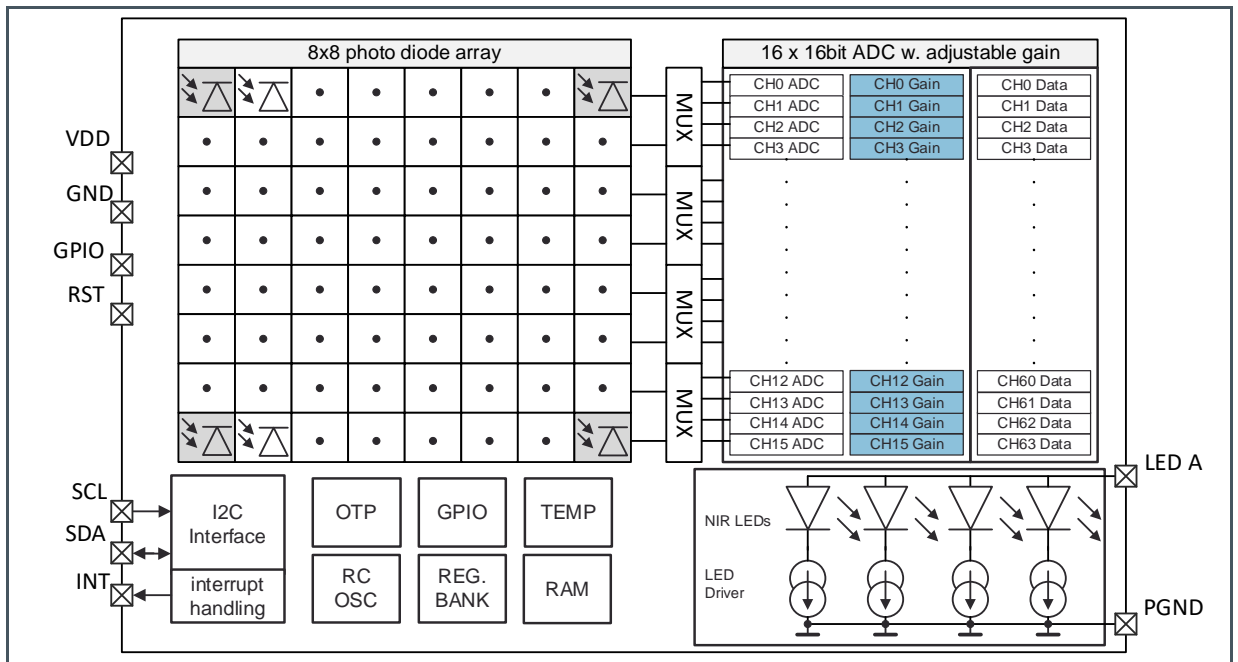 8x8 photo diode array
16 x 16bit ADC w. adjustable gain
MUX
CH0 ADC CH0 Gain CH0 Data
CH1 ADC CH1 Gain CH1 Data
CH2 ADC CH2 Gain CH2 Data
CH3 ADC CH3 Gain CH3 Data
VDD
GND
GPIO
RST
MUX
MUX
MUX
CH12 ADC CH12 Gain CH60 Data
CH13 ADC CH13 Gain CH61 Data
CH14 ADC CH14 Gain CH62 Data
CH15 ADC CH15 Gain CH63 Data
LED A
SCL
SDA
INT
I2C
Interface
interrupt
handling
OTP
GPIO
TEMP
RC
OSC
REG.
BANK
RAM
NIR LEDs
LED
Driver
PGND